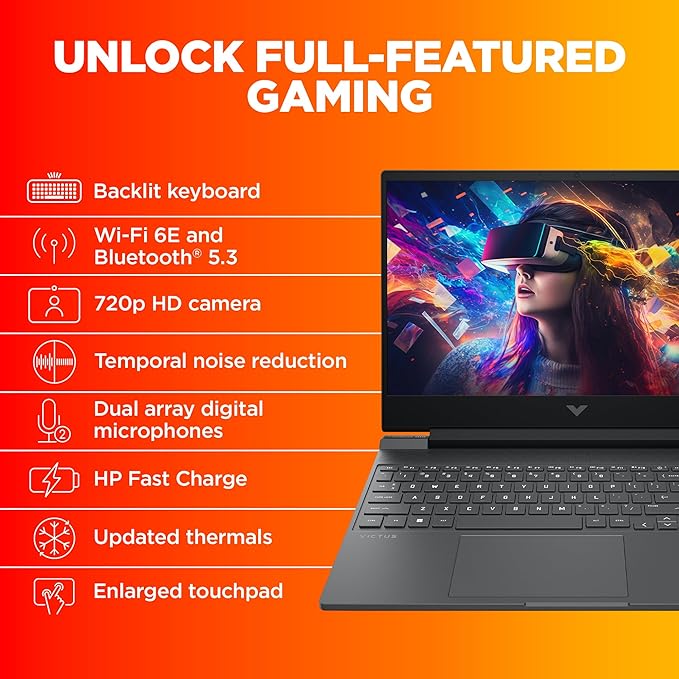 UNLOCK FULL-FEATURED
GAMING
Backlit keyboard
Wi-Fi 6E and
Bluetooth® 5.3
720p HD camera
Temporal noise reduction
Dual array digital
microphones
2
HP Fast Charge
Updated thermals
Enlarged touchpad
Q W E R T Y U I O P
A S D F G H J K L
Z X C V B N M
VICTUS